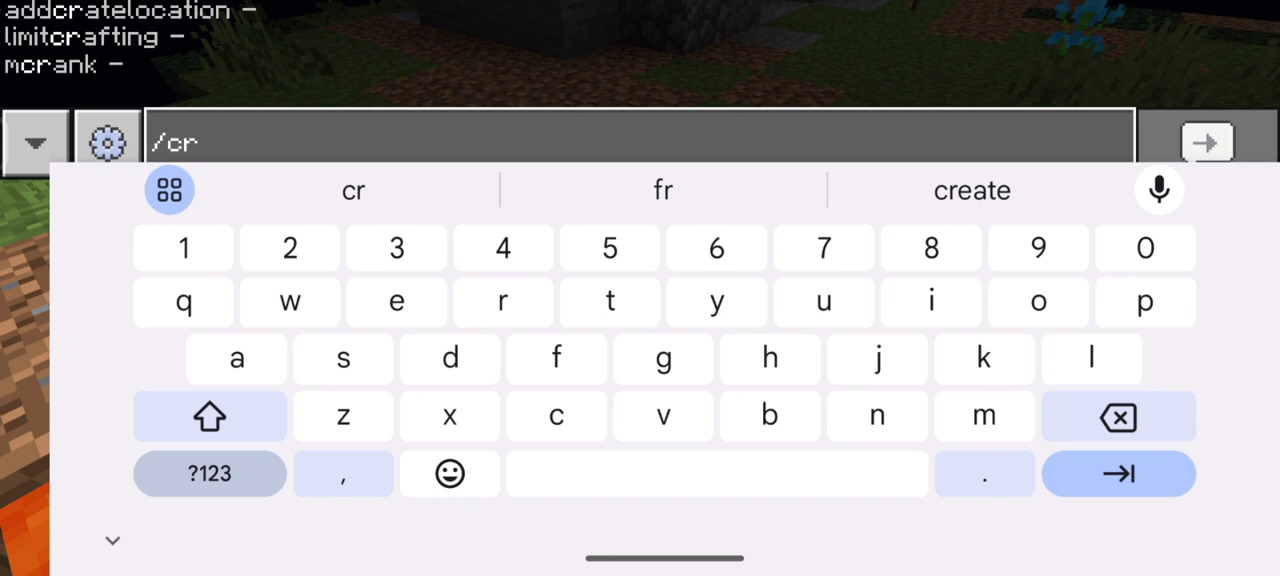 addcratelocation -
limitcrafting -
mcrank -
/cr
cr fr create
1 2 3 4 5 6 7 8 9 0
q w e r t y u i o p
a s d f g h j k l
z x c v b n m
?123 , .